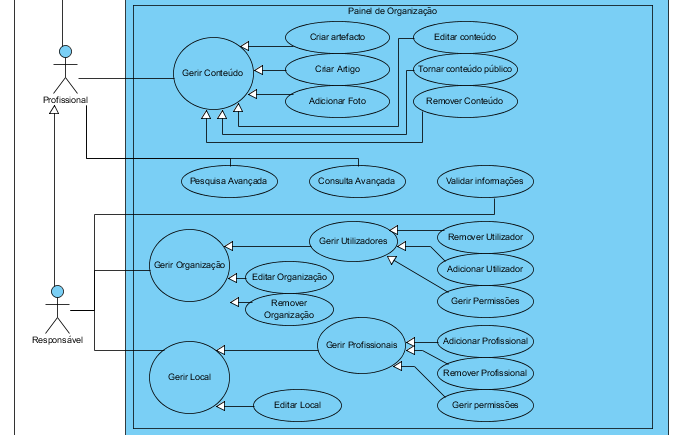 Painel de Organização
Criar artefacto
Editar conteúdo
Gerir Conteúdo
Criar Artigo
Tornar conteúdo público
Adicionar Foto
Remover Conteúdo
Profissional
Pesquisa Avançada
Consulta Avançada
Validar informações
Gerir Utilizadores
Remover Utilizador
Gerir Organização
Adicionar Utilizador
Editar Organização
Gerir Permissões
Remover
Organização
Responsável
Gerir Profissionais
Adicionar Profissional
Remover Profissional
Gerir Local
Editar Local
Gerir permissões